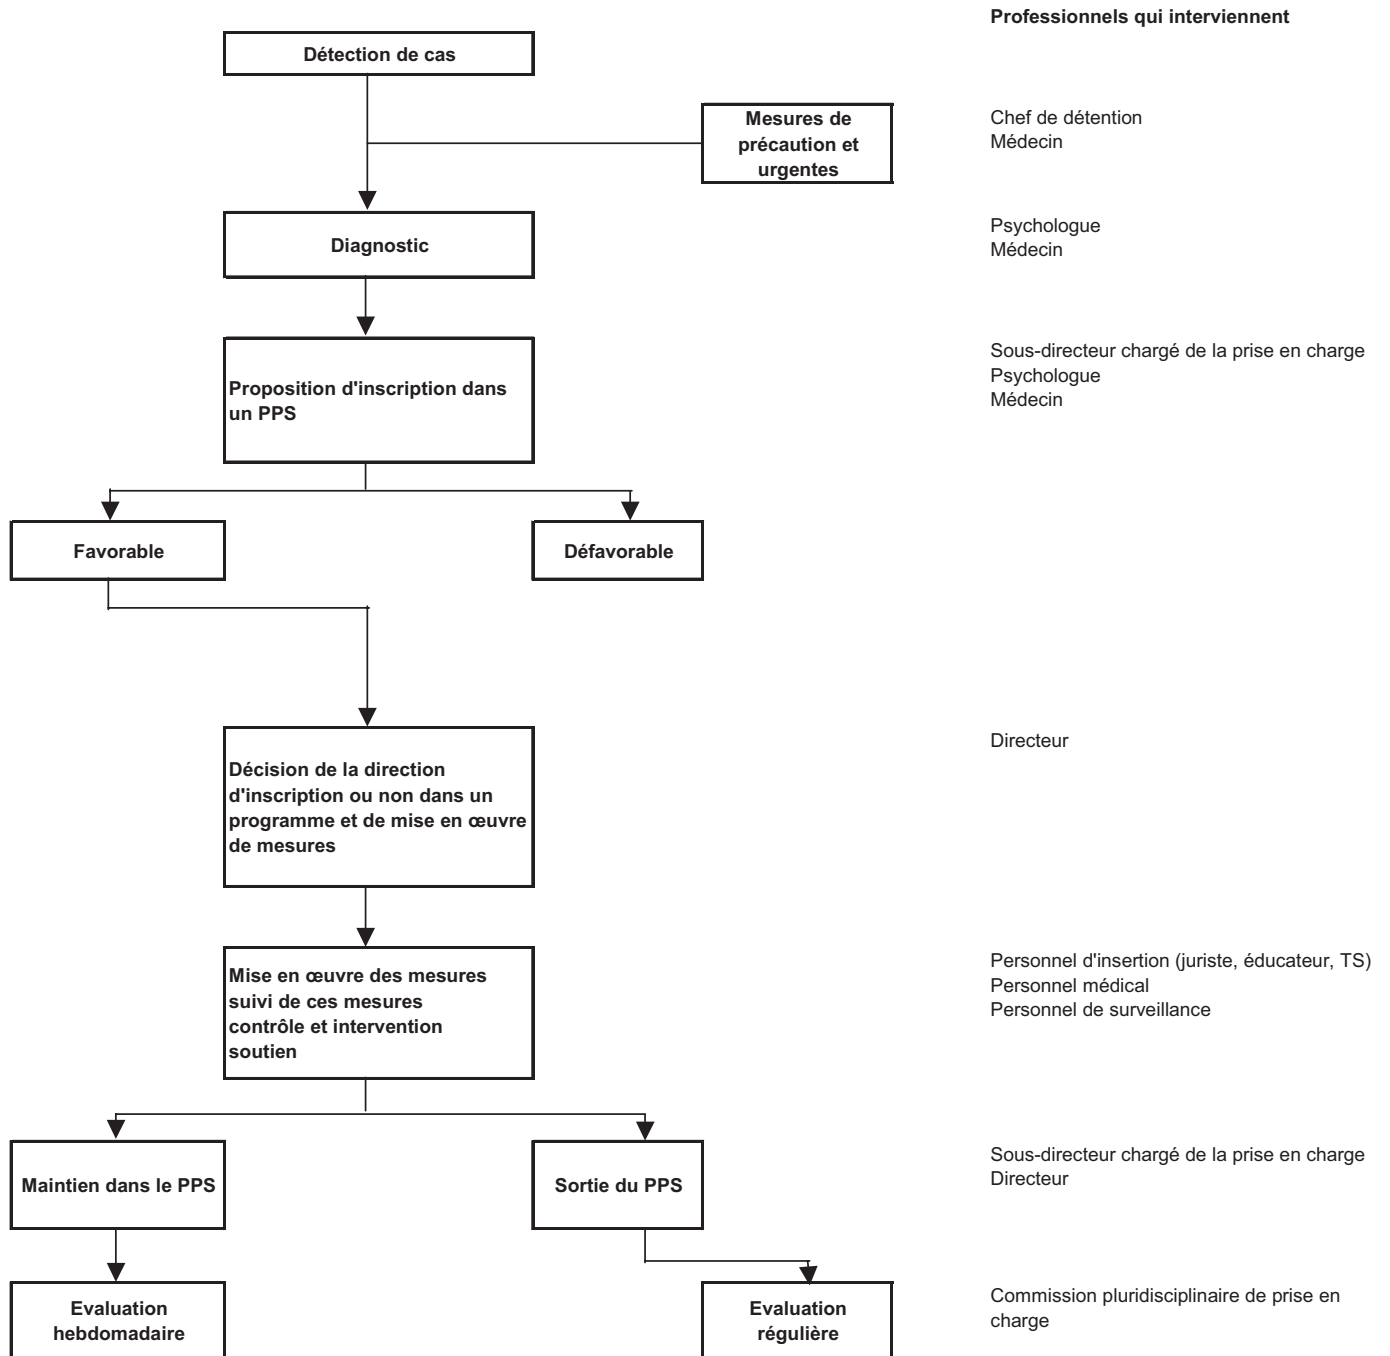 Professionnels qui interviennent
Détection de cas
Mesures de
précaution et
urgentes
Chef de détention
Médecin
Diagnostic
Psychologue
Médecin
Proposition d'inscription dans
un PPS
Sous-directeur chargé de la prise en charge
Psychologue
Médecin
Favorable
Défavorable
Décision de la direction
d'inscription ou non dans un
programme et de mise en œuvre
de mesures
Directeur
Mise en œuvre des mesures
suivi de ces mesures
contrôle et intervention
soutien
Personnel d'insertion (juriste, éducateur, TS)
Personnel médical
Personnel de surveillance
Maintien dans le PPS
Sortie du PPS
Sous-directeur chargé de la prise en charge
Directeur
Evaluation
hebdomadaire
Evaluation
régulière
Commission pluridisciplinaire de prise en
charge